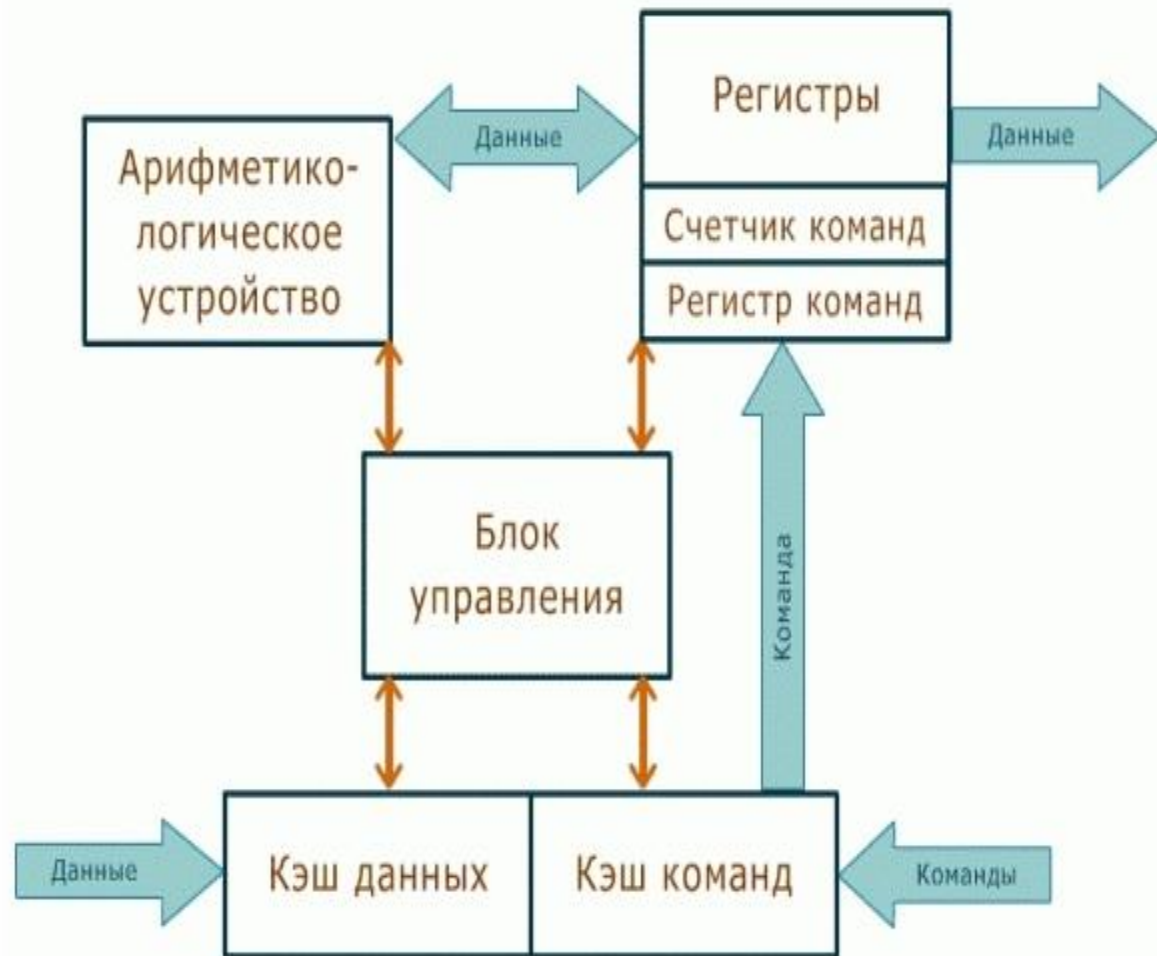 Регистры
Данные
Данные
Арифметико-
логическое
устройство
Счетчик команд
Регистр команд
Блок
управления
Команда
Данные
Кэш данных
Кэш команд
Команды